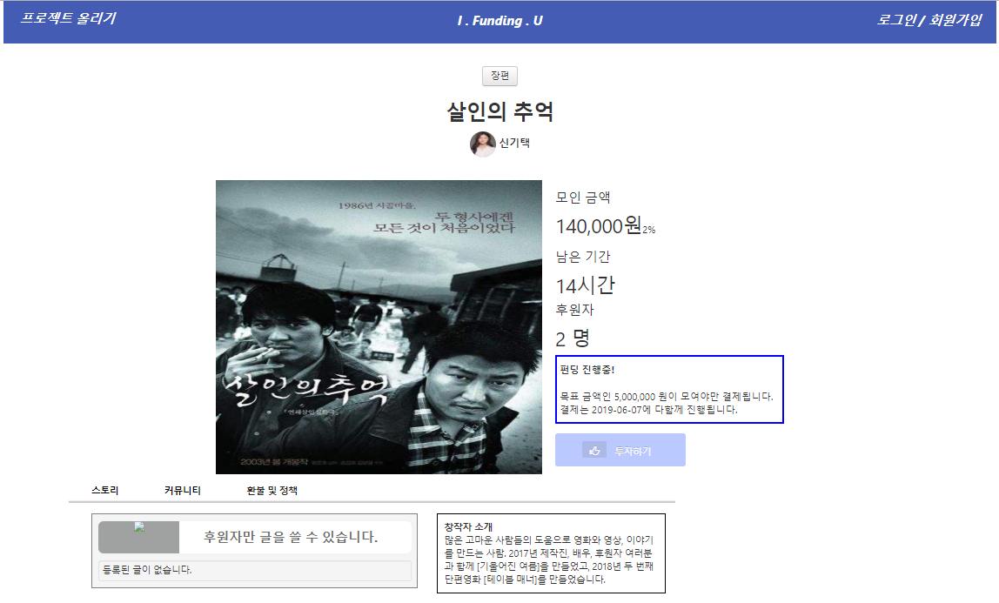 프로젝트 올리기
I . Funding . U
로그인 / 회원가입
장편
살인의 추억
신기택
1986년 시골마을,
두 형사에겐
모든 것이 처음이었다
살인의추억
2003년 봄 개봉작
모인 금액
140,000원2%
남은 기간
14시간
후원자
2 명
펀딩 진행중!
목표 금액인 5,000,000 원이 모여야만 결제됩니다.
결제는 2019-06-07에 다함께 진행됩니다.
투자하기
스토리
커뮤니티
환불 및 정책
후원자만 글을 쓸 수 있습니다.
등록된 글이 없습니다.
창작자 소개
많은 고마운 사람들의 도움으로 영화와 영상, 이야기
를 만드는 사람. 2017년 제작진, 배우, 후원자 여러분
과 함께 [기울어진 여름]을 만들었고, 2018년 두 번째
단편영화 [테이블 매너]를 만들었습니다.